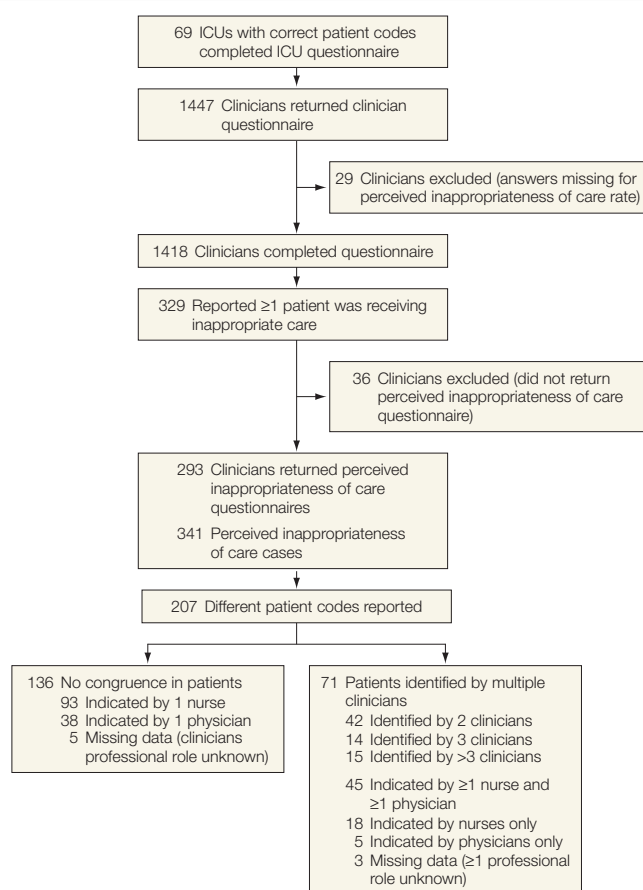 69 ICUs with correct patient codes
completed ICU questionnaire
1447 Clinicians returned clinician
questionnaire
29 Clinicians excluded (answers missing for
perceived inappropriateness of care rate)
1418 Clinicians completed questionnaire
329 Reported ≥1 patient was receiving
inappropriate care
36 Clinicians excluded (did not return
perceived inappropriateness of care
questionnaire)
293 Clinicians returned perceived
inappropriateness of care
questionnaires
341 Perceived inappropriateness
of care cases
207 Different patient codes reported
136 No congruence in patients
93 Indicated by 1 nurse
38 Indicated by 1 physician
5 Missing data (clinicians
professional role unknown)
71 Patients identified by multiple
clinicians
42 Identified by 2 clinicians
14 Identified by 3 clinicians
15 Identified by >3 clinicians
45 Indicated by ≥1 nurse and
≥1 physician
18 Indicated by nurses only
5 Indicated by physicians only
3 Missing data (≥1 professional
role unknown)